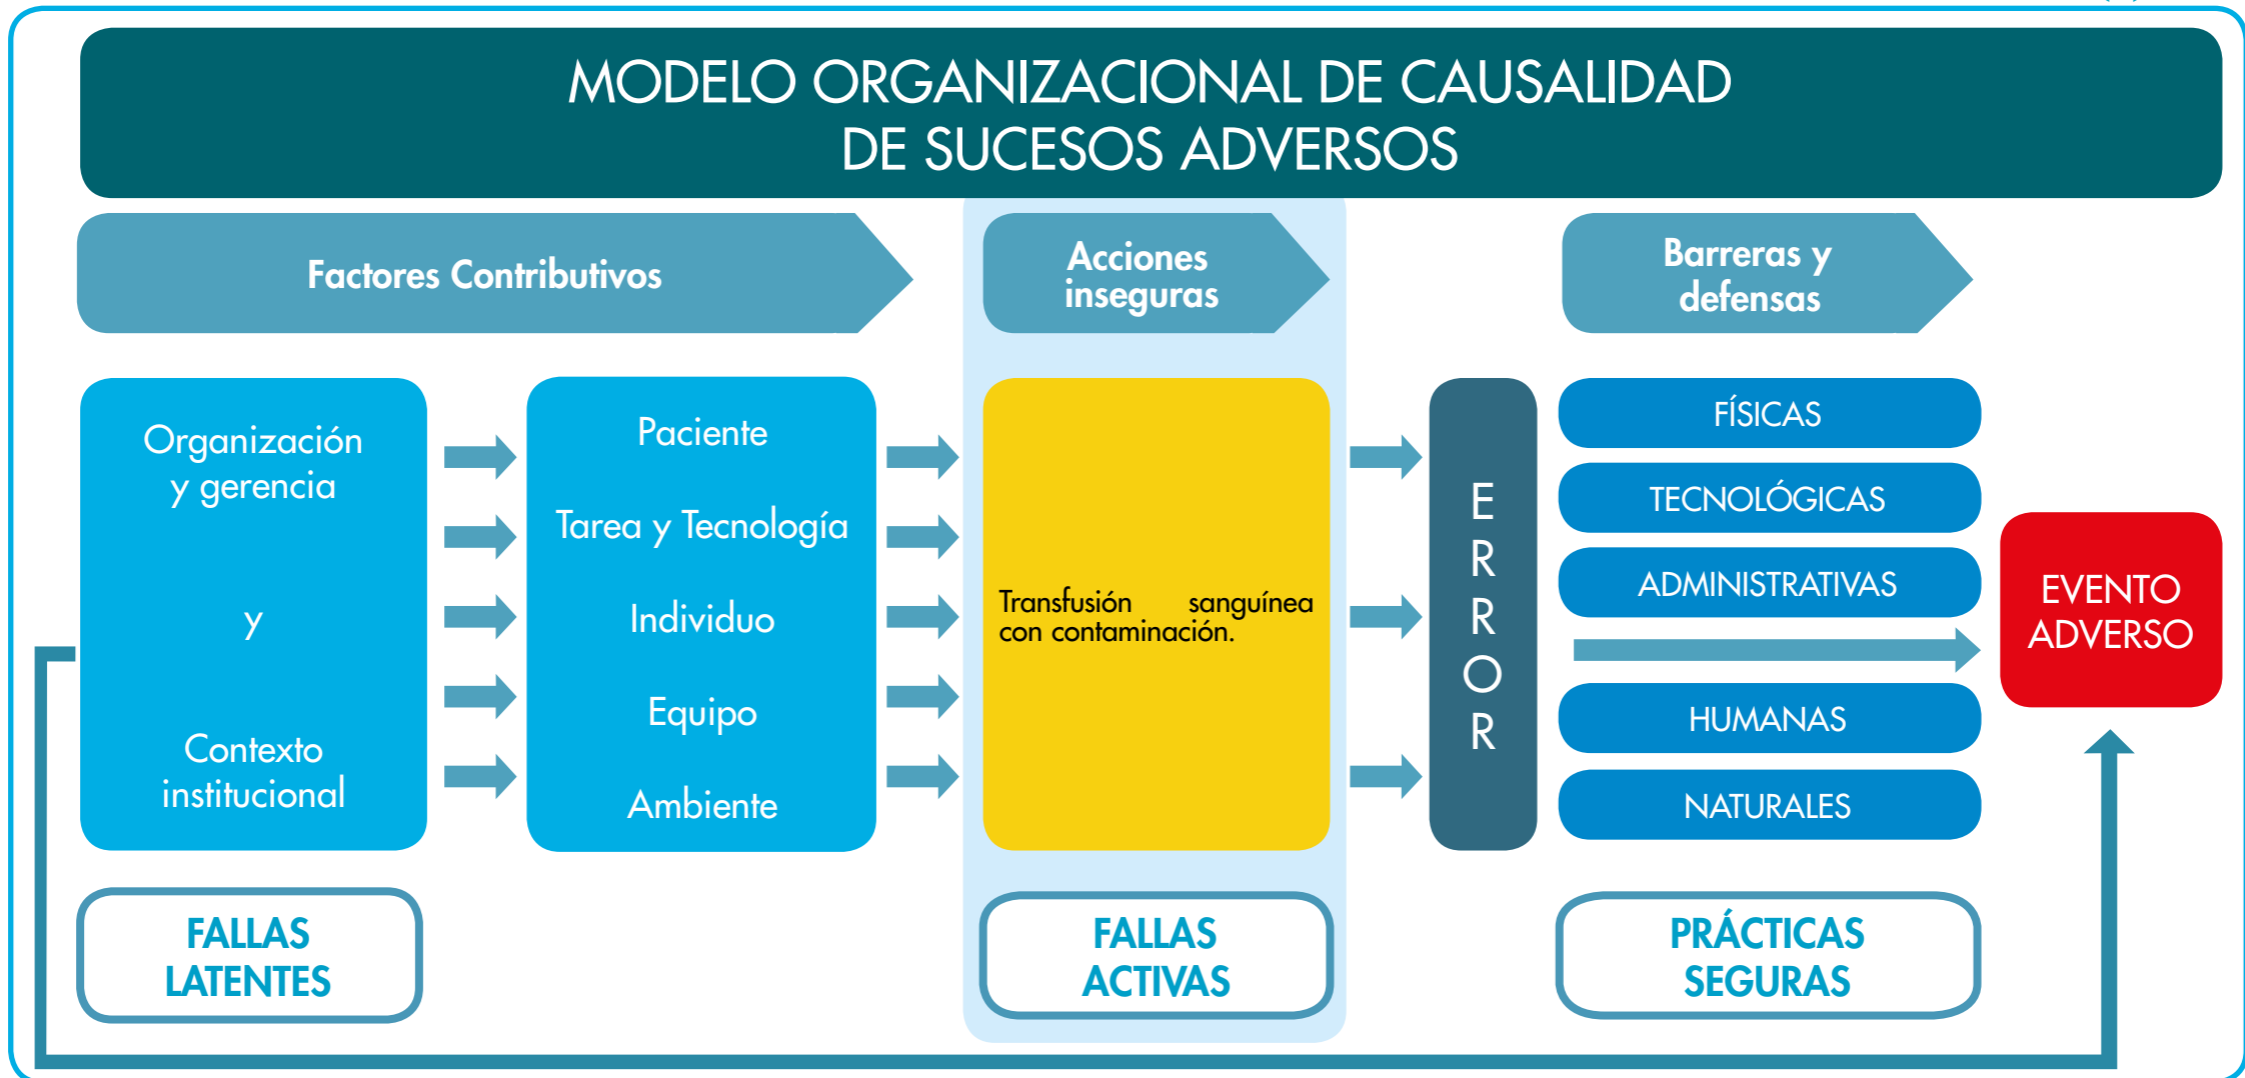 MODELO ORGANIZACIONAL DE CAUSALIDAD
DE SUCESOS ADVERSOS
Factores Contributivos
Acciones
inseguras
Barreras y
defensas
Organización
y gerencia
y
Contexto
institucional
Paciente
Tarea y Tecnología
Individuo
Equipo
Ambiente
Transfusión sanguínea
con contaminación.
E
R
R
O
R
FÍSICAS
TECNOLÓGICAS
ADMINISTRATIVAS
HUMANAS
NATURALES
EVENTO
ADVERSO
FALLAS
LATENTES
FALLAS
ACTIVAS
PRÁCTICAS
SEGURAS